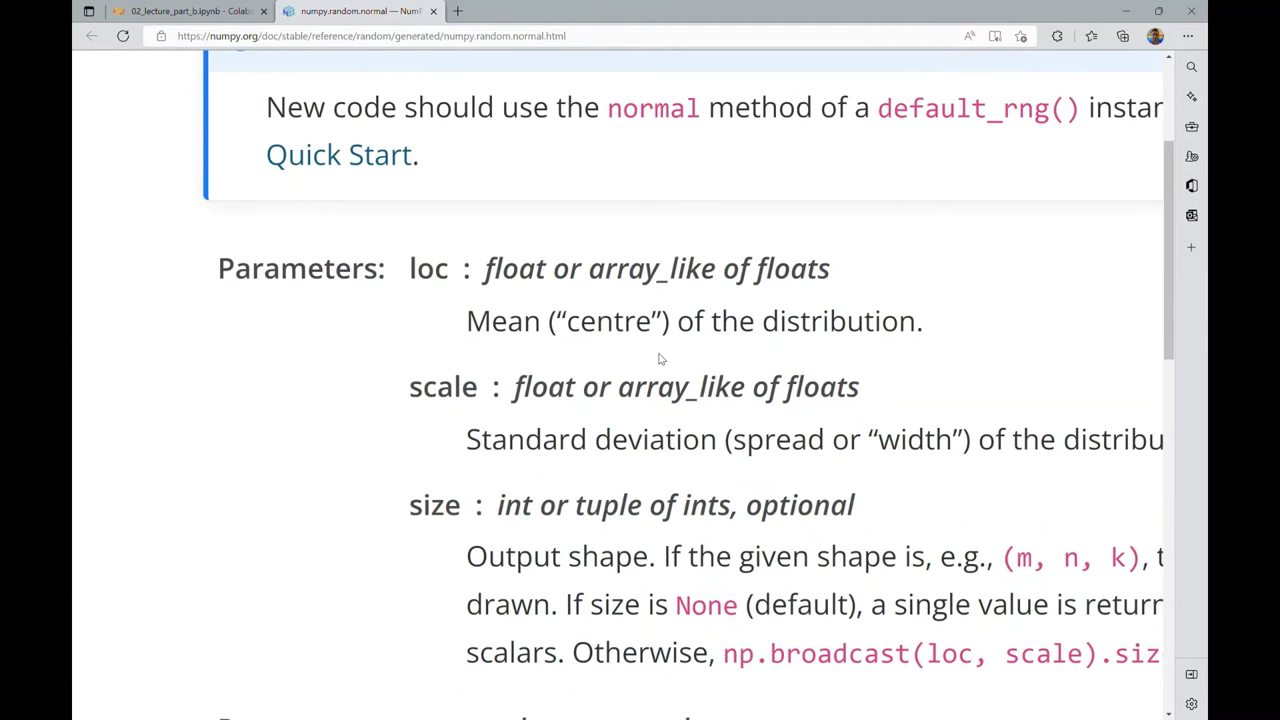 02_lecture_part_b.ipynb - Colab
numpy.random.normal — NumP
https://numpy.org/doc/stable/reference/random/generated/numpy.random.normal.html
New code should use the normal method of a default_rng() instan
Quick Start.
Parameters: loc : float or array_like of floats
Mean (“centre”) of the distribution.
scale : float or array_like of floats
Standard deviation (spread or “width”) of the distribu
size : int or tuple of ints, optional
Output shape. If the given shape is, e.g., (m, n, k), t
drawn. If size is None (default), a single value is return
scalars. Otherwise, np.broadcast(loc, scale).siz